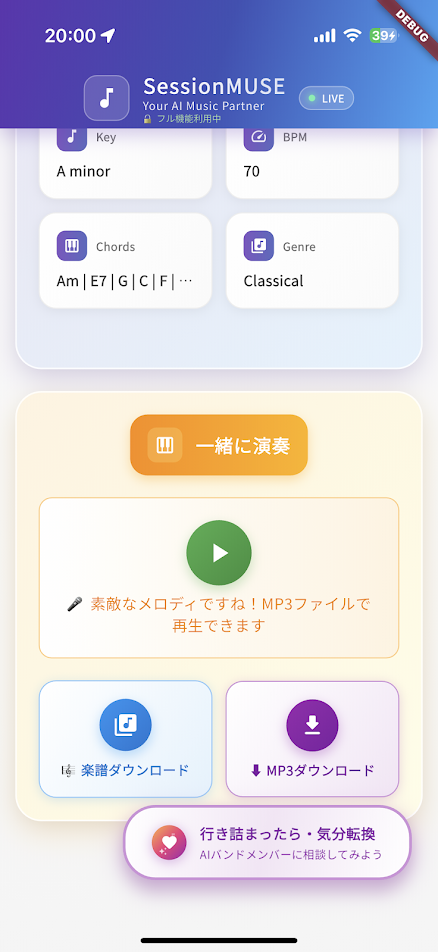 20:00
39
DEBUG
SessionMUSE
Your AI Music Partner
🔒 フル機能利用中
LIVE
Key
A minor
BPM
70
Chords
Am | E7 | G | C | F | ⋯
Genre
Classical
一緒に演奏
🎤 素敵なメロディですね！MP3ファイルで
再生できます
🎼 楽譜ダウンロード
⬇ MP3ダウンロード
行き詰まったら・気分転換
AIバンドメンバーに相談してみよう